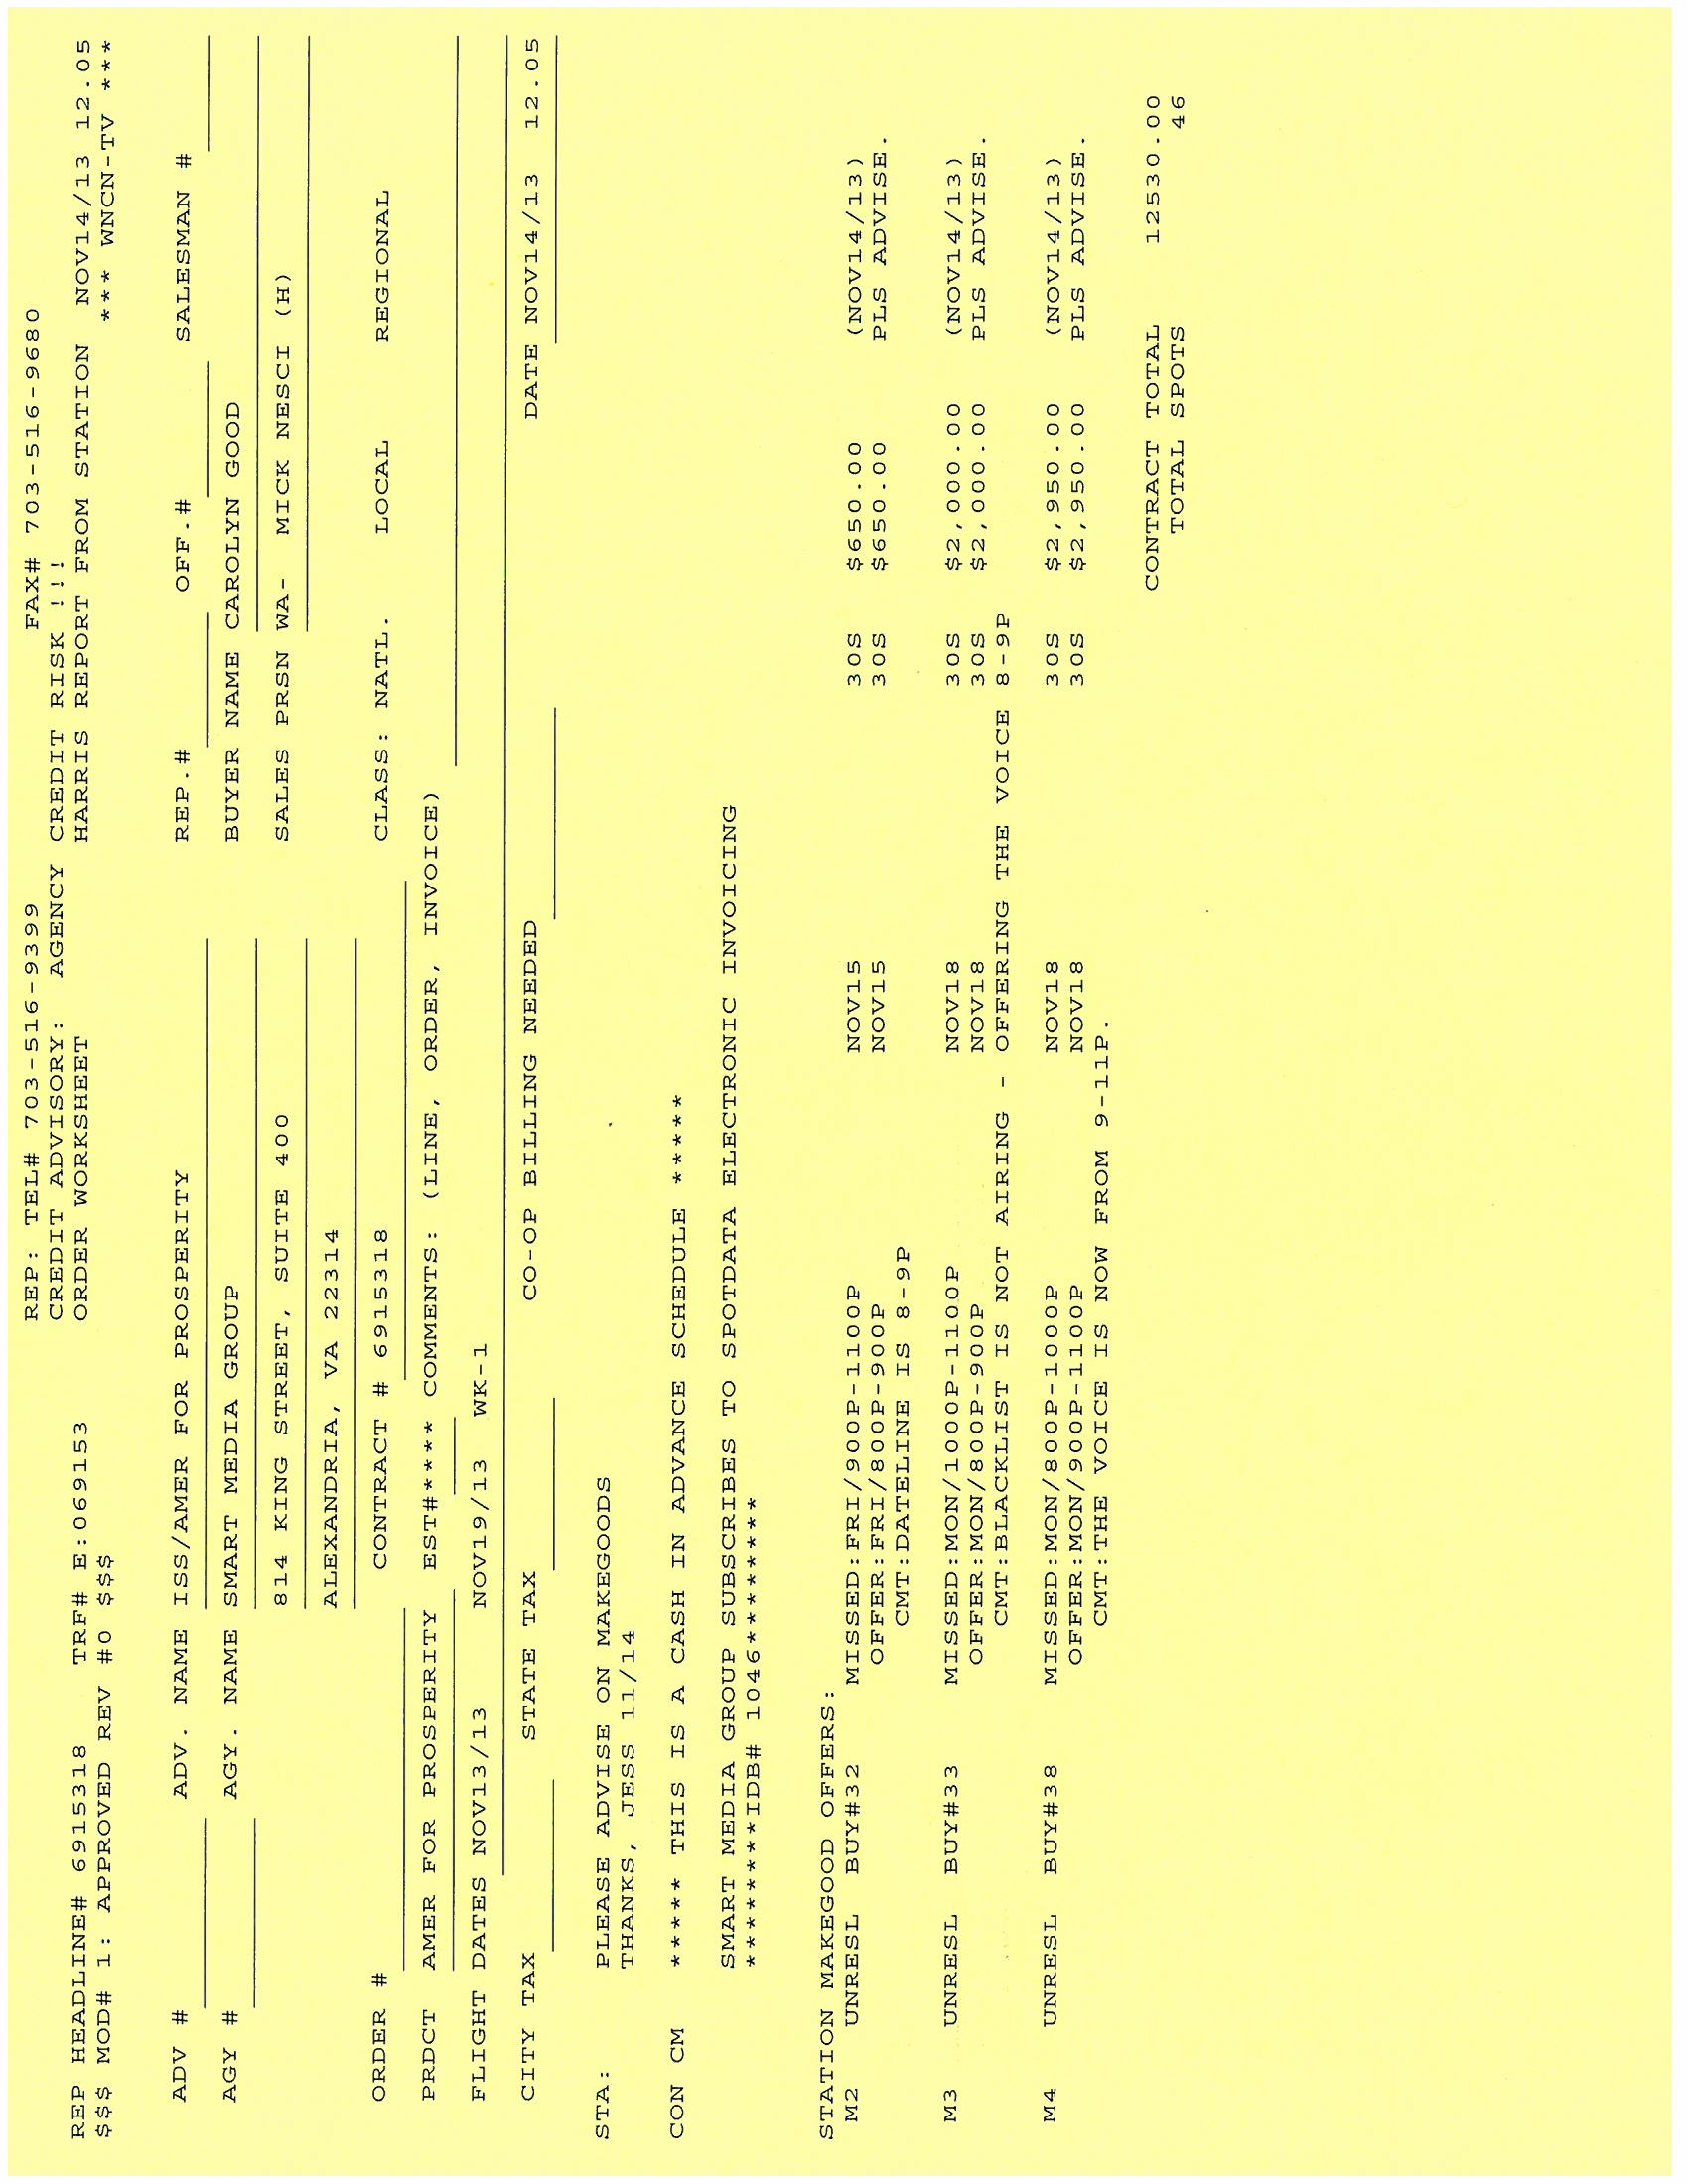 REP: TEL# 703-516-9399 FAX# 703-516-9680
CREDIT ADVISORY: AGENCY CREDIT RISK !!!
REP HEADLINE# 6915318 TRF# E:069153 ORDER WORKSHEET HARRIS REPORT FROM STATION NOV14/13 12.05
$$$ MOD# 1: APPROVED REV #0 $$$ *** WNCN-TV ***
ADV # ADV. NAME ISS/AMER FOR PROSPERITY REP.# OFF.# SALESMAN #
AGY # AGY. NAME SMART MEDIA GROUP BUYER NAME CAROLYN GOOD
814 KING STREET, SUITE 400 SALES PRSN WA- MICK NESCI (H)
ALEXANDRIA, VA 22314
ORDER # CONTRACT # 6915318 CLASS: NATL. LOCAL REGIONAL
PRDCT AMER FOR PROSPERITY EST#**** COMMENTS: (LINE, ORDER, INVOICE)
FLIGHT DATES NOV13/13 NOV19/13 WK-1
CITY TAX STATE TAX CO-OP BILLING NEEDED DATE NOV14/13 12.05
STA: PLEASE ADVISE ON MAKEGOODS
THANKS, JESS 11/14
CON CM ***** THIS IS A CASH IN ADVANCE SCHEDULE *****
SMART MEDIA GROUP SUBSCRIBES TO SPOTDATA ELECTRONIC INVOICING
*********IDB# 1046**********
STATION MAKEGOOD OFFERS:
M2 UNRESL BUY#32 MISSED:FRI/900P-1100P NOV15 30S $650.00 (NOV14/13)
OFFER:FRI/800P-900P NOV15 30S $650.00 PLS ADVISE.
CMT:DATELINE IS 8-9P
M3 UNRESL BUY#33 MISSED:MON/1000P-1100P NOV18 30S $2,000.00 (NOV14/13)
OFFER:MON/800P-900P NOV18 30S $2,000.00 PLS ADVISE.
CMT:BLACKLIST IS NOT AIRING - OFFERING THE VOICE 8-9P
M4 UNRESL BUY#38 MISSED:MON/800P-1000P NOV18 30S $2,950.00 (NOV14/13)
OFFER:MON/900P-1100P NOV18 30S $2,950.00 PLS ADVISE.
CMT:THE VOICE IS NOW FROM 9-11P.
CONTRACT TOTAL 12530.00
TOTAL SPOTS 46